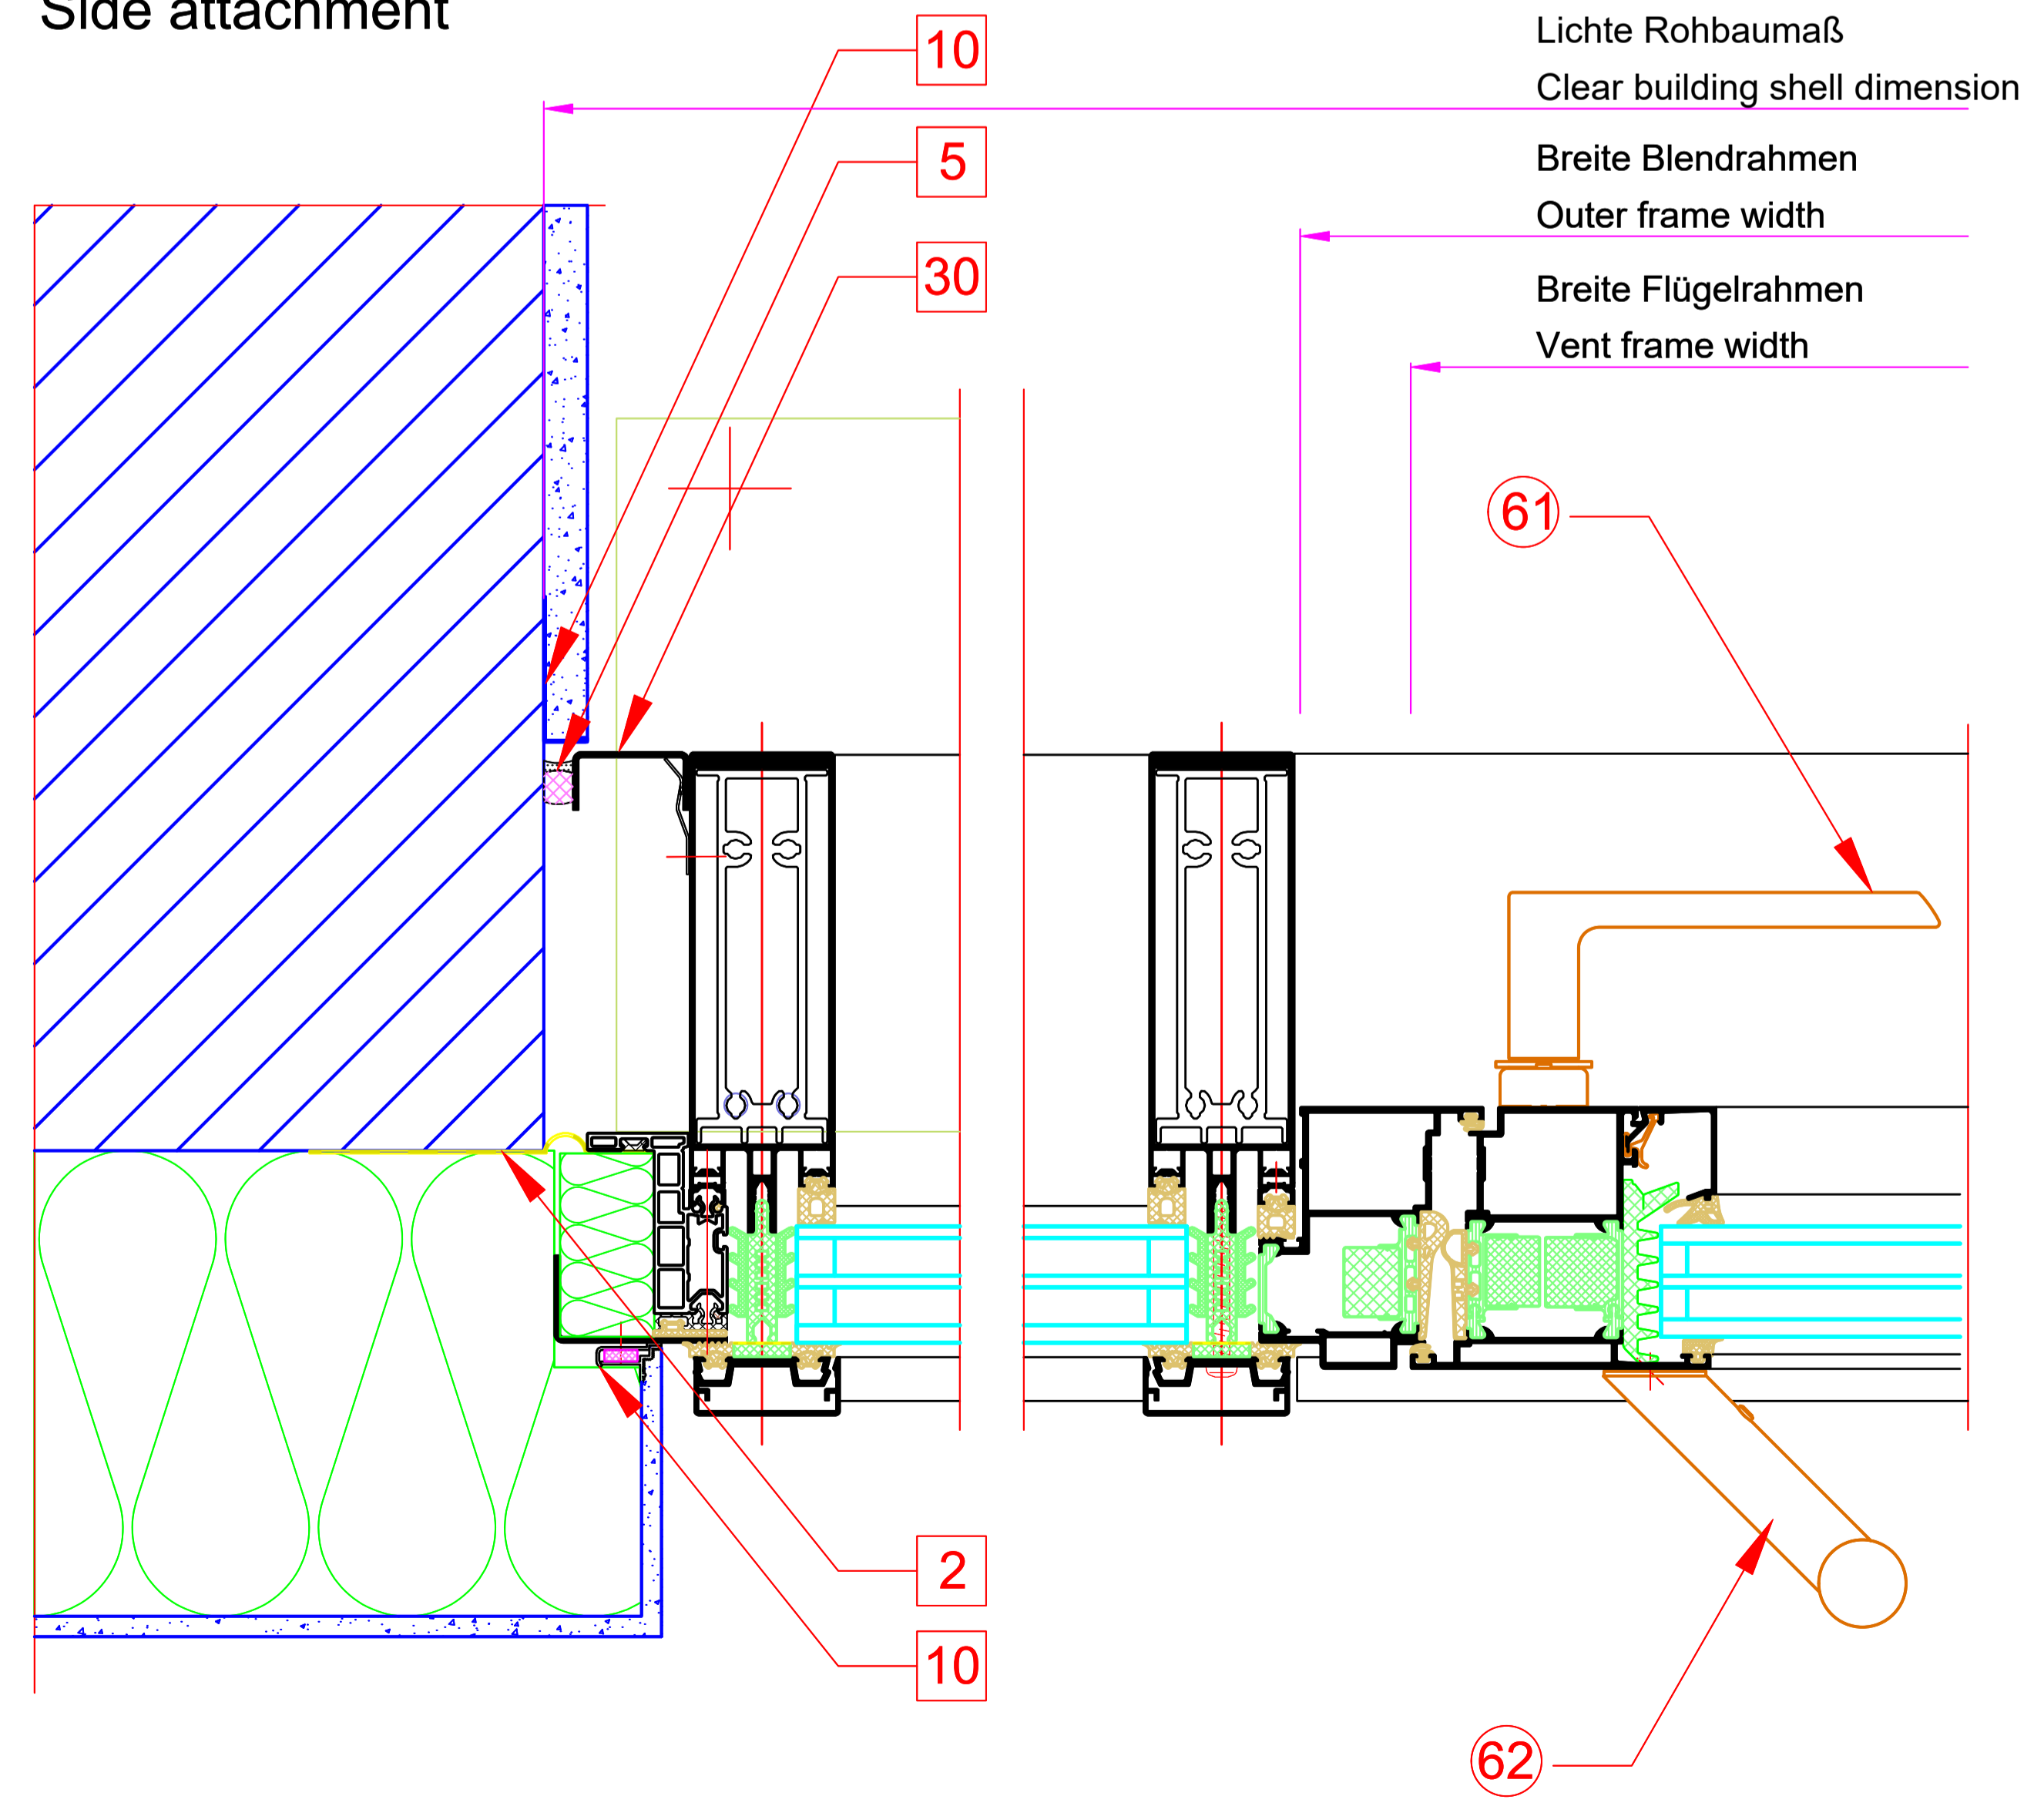 Side attachment
10
Lichte Rohbaumaß
Clear building shell dimension
5
Breite Blendrahmen
Outer frame width
30
Breite Flügelrahmen
Vent frame width
61
2
10
62